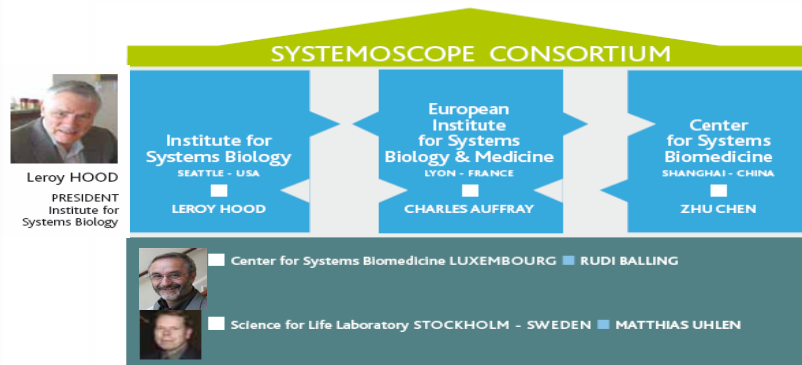 SYSTEMOSCOPE CONSORTIUM
Leroy HOOD
PRESIDENT
Institute for
Systems Biology
Institute for
Systems Biology
SEATTLE - USA
LEROY HOOD
European
Institute
for Systems
Biology & Medicine
LYON - FRANCE
CHARLES AUFFRAY
Center
for Systems
Biomedicine
SHANGHAI - CHINA
ZHU CHEN
Center for Systems Biomedicine LUXEMBOURG RUDI BALLING
Science for Life Laboratory STOCKHOLM - SWEDEN MATTHIAS UHLEN